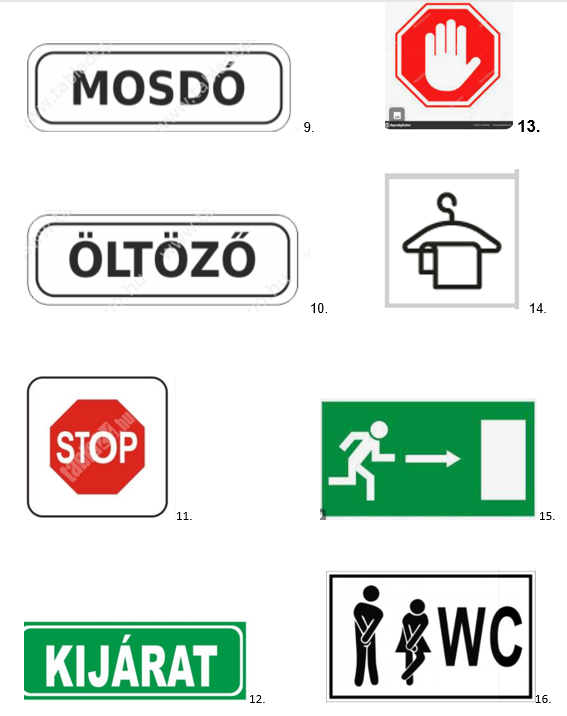 MOSDÓ 9.
13.
ÖLTÖZŐ 10.
14.
STOP 11.
15.
KIJÁRAT 12.
WC 16.